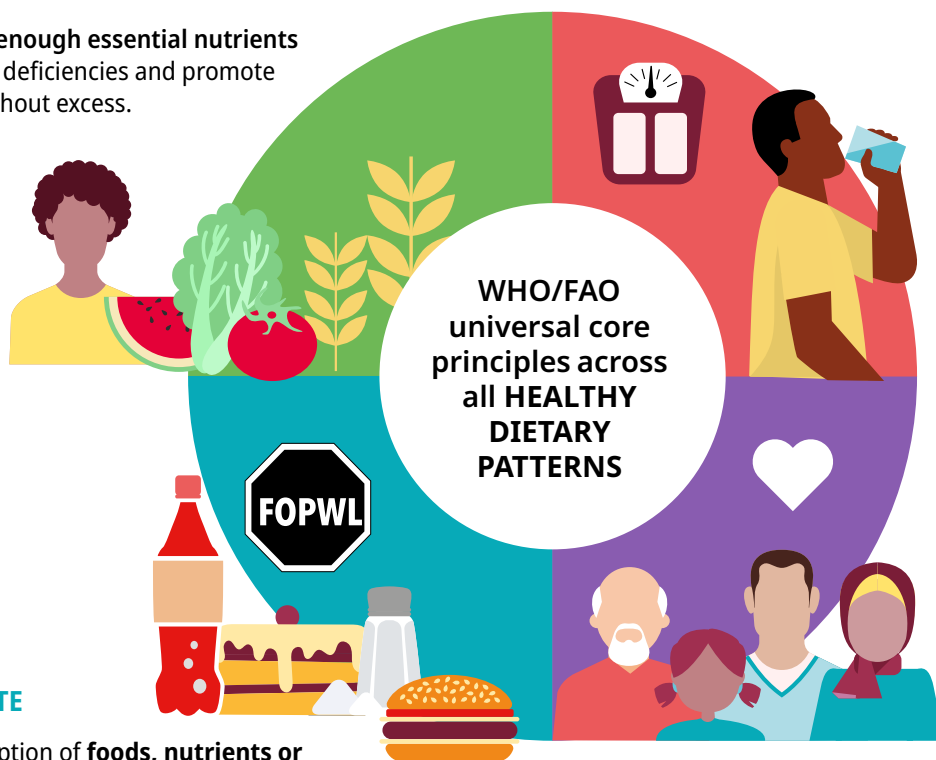 enough essential nutrients
deficiencies and promote
hout excess.
WHO/FAO
universal core
principles across
all HEALTHY
DIETARY
PATTERNS
FOPWL
TE
ption of foods, nutrients or